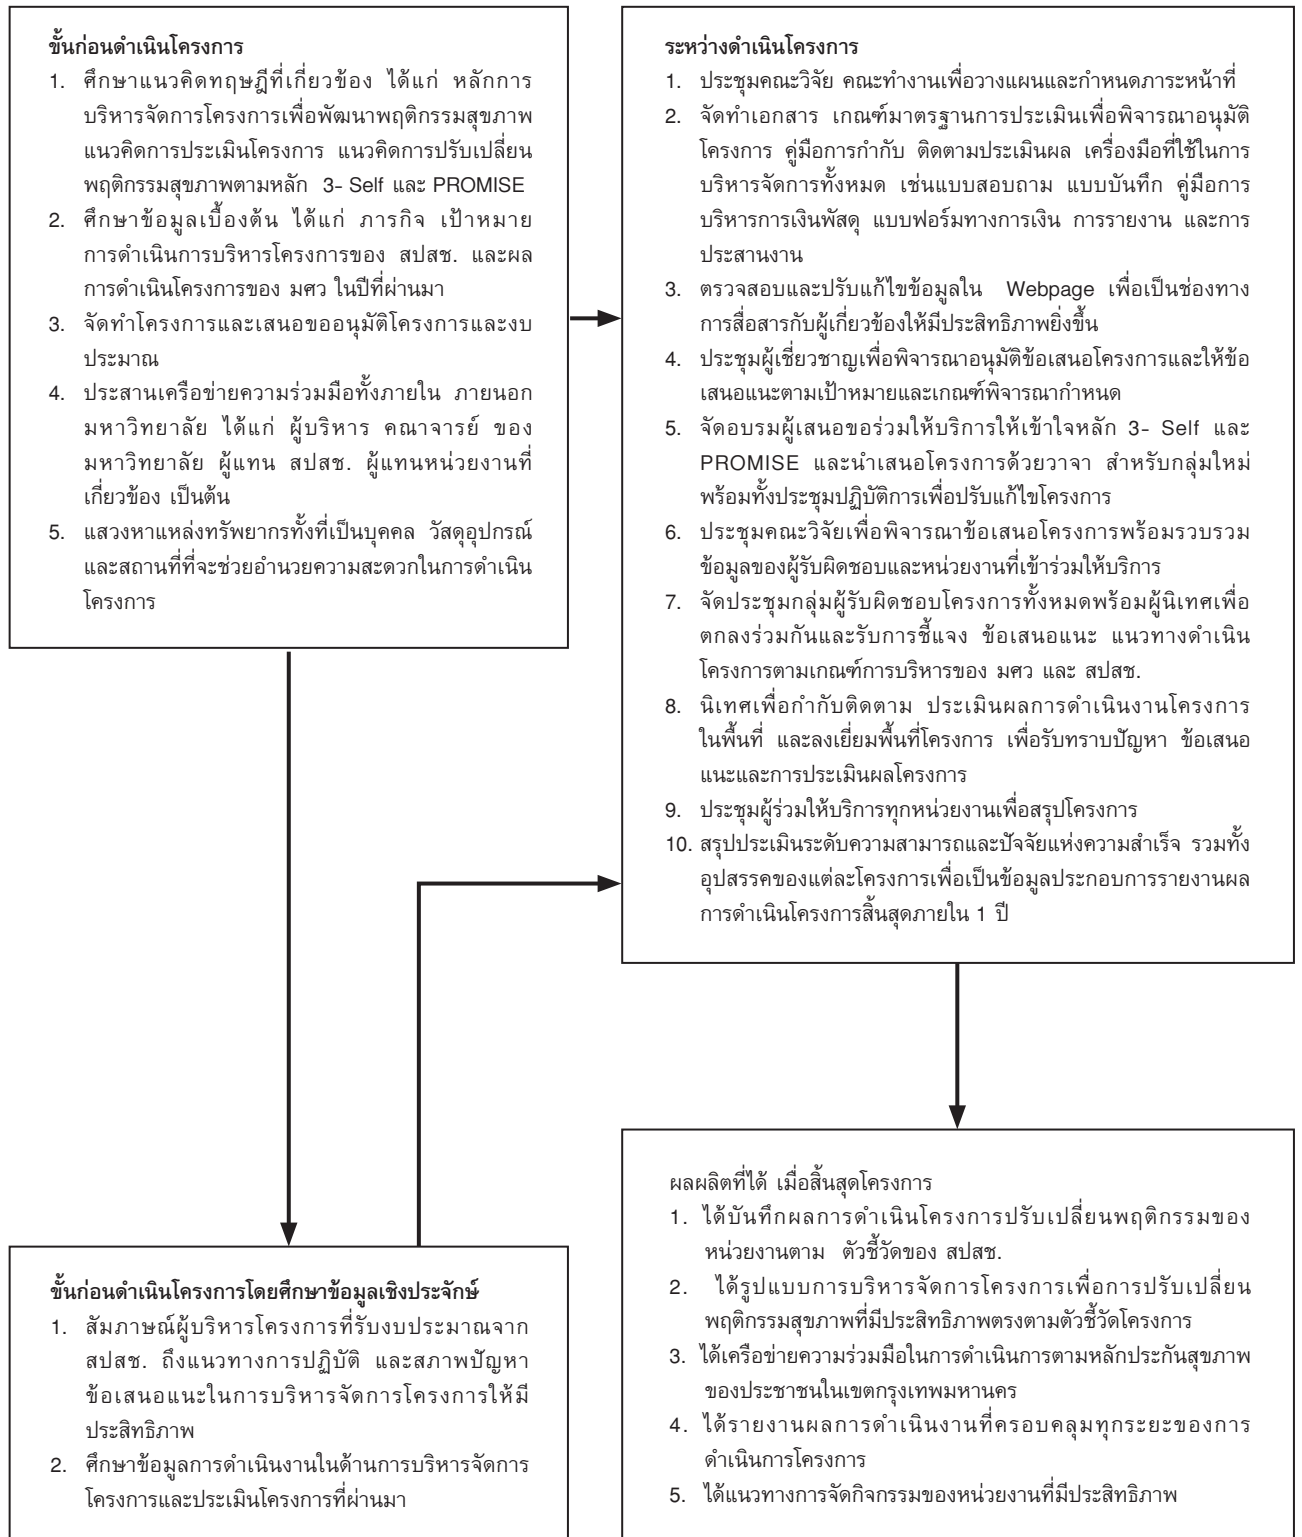 ขั้นก่อนดำเนินโครงการ
1. ศึกษาแนวคิดทฤษฎีที่เกี่ยวข้อง ได้แก่ หลักการ
บริหารจัดการโครงการเพื่อพัฒนาพฤติกรรมสุขภาพ
แนวคิดการประเมินโครงการ แนวคิดการปรับเปลี่ยน
พฤติกรรมสุขภาพตามหลัก 3- Self และ PROMISE
2. ศึกษาข้อมูลเบื้องต้น ได้แก่ ภารกิจ เป้าหมาย
การดำเนินการบริหารโครงการของ สปสช. และผล
การดำเนินโครงการของ มศว ในปีที่ผ่านมา
3. จัดทำโครงการและเสนอขออนุมัติโครงการและงบ
ประมาณ
4. ประสานเครือข่ายความร่วมมือทั้งภายใน ภายนอก
มหาวิทยาลัย ได้แก่ ผู้บริหาร คณาจารย์ ของ
มหาวิทยาลัย ผู้แทน สปสช. ผู้แทนหน่วยงานที่
เกี่ยวข้อง เป็นต้น
5. แสวงหาแหล่งทรัพยากรทั้งที่เป็นบุคคล วัสดุอุปกรณ์
และสถานที่ที่จะช่วยอำนวยความสะดวกในการดำเนิน
โครงการ
ระหว่างดำเนินโครงการ
1. ประชุมคณะวิจัย คณะทำงานเพื่อวางแผนและกำหนดภาระหน้าที่
2. จัดทำเอกสาร เกณฑ์มาตรฐานการประเมินเพื่อพิจารณาอนุมัติ
โครงการ คู่มือการกำกับ ติดตามประเมินผล เครื่องมือที่ใช้ในการ
บริหารจัดการทั้งหมด เช่นแบบสอบถาม แบบบันทึก คู่มือการ
บริหารการเงินพัสดุ แบบฟอร์มทางการเงิน การรายงาน และการ
ประสานงาน
3. ตรวจสอบและปรับแก้ไขข้อมูลใน Webpage เพื่อเป็นช่องทาง
การสื่อสารกับผู้เกี่ยวข้องให้มีประสิทธิภาพยิ่งขึ้น
4. ประชุมผู้เชี่ยวชาญเพื่อพิจารณาอนุมัติข้อเสนอโครงการและให้ข้อ
เสนอแนะตามเป้าหมายและเกณฑ์พิจารณากำหนด
5. จัดอบรมผู้เสนอขอร่วมให้บริการให้เข้าใจหลัก 3- Self และ
PROMISE และนำเสนอโครงการด้วยวาจา สำหรับกลุ่มใหม่
พร้อมทั้งประชุมปฏิบัติการเพื่อปรับแก้ไขโครงการ
6. ประชุมคณะวิจัยเพื่อพิจารณาข้อเสนอโครงการพร้อมรวบรวม
ข้อมูลของผู้รับผิดชอบและหน่วยงานที่เข้าร่วมให้บริการ
7. จัดประชุมกลุ่มผู้รับผิดชอบโครงการทั้งหมดพร้อมผู้นิเทศเพื่อ
ตกลงร่วมกันและรับการชี้แจง ข้อเสนอแนะ แนวทางดำเนิน
โครงการตามเกณฑ์การบริหารของ มศว และ สปสช.
8. นิเทศเพื่อกำกับติดตาม ประเมินผลการดำเนินงานโครงการ
ในพื้นที่ และลงเยี่ยมพื้นที่โครงการ เพื่อรับทราบปัญหา ข้อเสนอ
แนะและการประเมินผลโครงการ
9. ประชุมผู้ร่วมให้บริการทุกหน่วยงานเพื่อสรุปโครงการ
10. สรุปประเมินระดับความสามารถและปัจจัยแห่งความสำเร็จ รวมทั้ง
อุปสรรคของแต่ละโครงการเพื่อเป็นข้อมูลประกอบการรายงานผล
การดำเนินโครงการสิ้นสุดภายใน 1 ปี
ขั้นก่อนดำเนินโครงการโดยศึกษาข้อมูลเชิงประจักษ์
1. สัมภาษณ์ผู้บริหารโครงการที่รับงบประมาณจาก
สปสช. ถึงแนวทางการปฏิบัติ และสภาพปัญหา
ข้อเสนอแนะในการบริหารจัดการโครงการให้มี
ประสิทธิภาพ
2. ศึกษาข้อมูลการดำเนินงานในด้านการบริหารจัดการ
โครงการและประเมินโครงการที่ผ่านมา
ผลผลิตที่ได้ เมื่อสิ้นสุดโครงการ
1. ได้บันทึกผลการดำเนินโครงการปรับเปลี่ยนพฤติกรรมของ
หน่วยงานตาม ตัวชี้วัดของ สปสช.
2. ได้รูปแบบการบริหารจัดการโครงการเพื่อการปรับเปลี่ยน
พฤติกรรมสุขภาพที่มีประสิทธิภาพตรงตามตัวชี้วัดโครงการ
3. ได้เครือข่ายความร่วมมือในการดำเนินการตามหลักประกันสุขภาพ
ของประชาชนในเขตกรุงเทพมหานคร
4. ได้รายงานผลการดำเนินงานที่ครอบคลุมทุกระยะของการ
ดำเนินการโครงการ
5. ได้แนวทางการจัดกิจกรรมของหน่วยงานที่มีประสิทธิภาพ